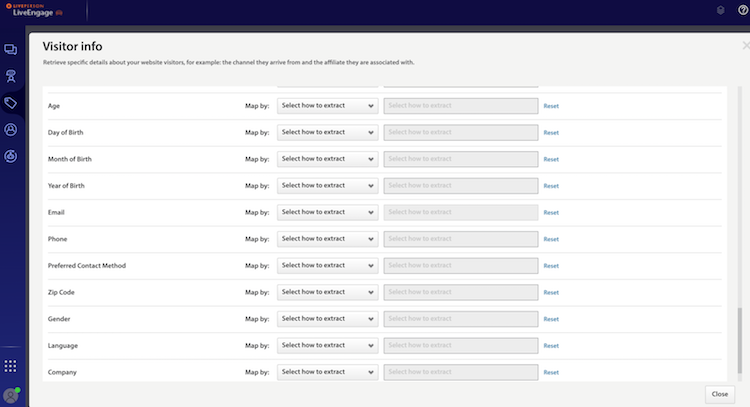 LIVEPERSON
LiveEngage
Visitor info
Retrieve specific details about your website visitors, for example: the channel they arrive from and the affiliate they are associated with.
Age Map by: Select how to extract Select how to extract Reset
Day of Birth Map by: Select how to extract Select how to extract Reset
Month of Birth Map by: Select how to extract Select how to extract Reset
Year of Birth Map by: Select how to extract Select how to extract Reset
Email Map by: Select how to extract Select how to extract Reset
Phone Map by: Select how to extract Select how to extract Reset
Preferred Contact Method Map by: Select how to extract Select how to extract Reset
Zip Code Map by: Select how to extract Select how to extract Reset
Gender Map by: Select how to extract Select how to extract Reset
Language Map by: Select how to extract Select how to extract Reset
Company Map by: Select how to extract Select how to extract Reset
Close